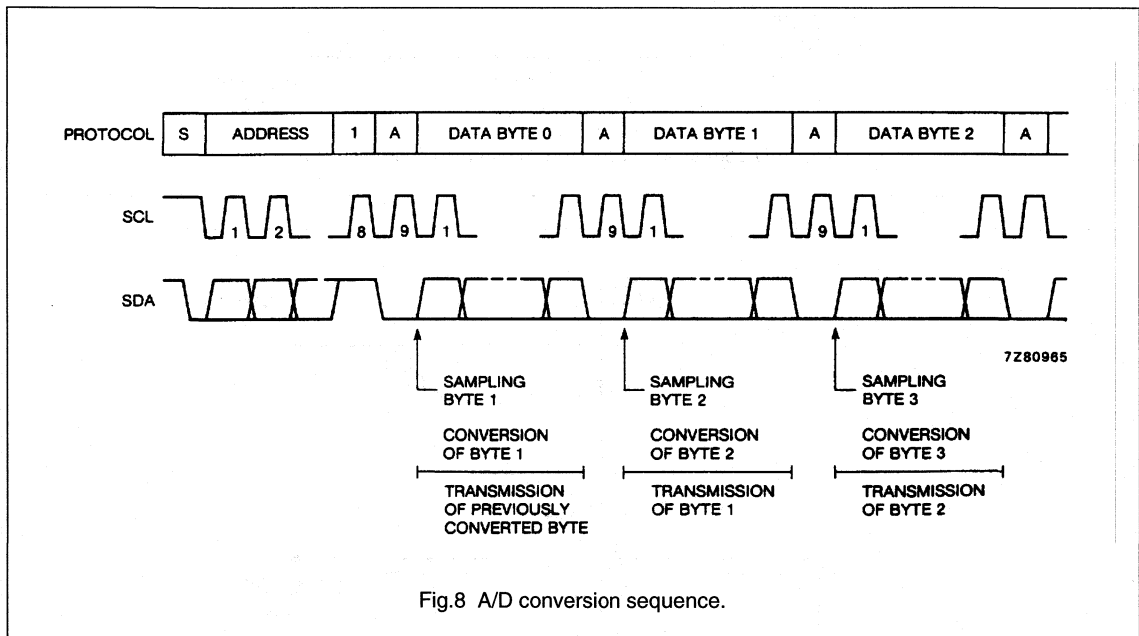 PROTOCOL S ADDRESS 1 A DATA BYTE 0 A DATA BYTE 1 A DATA BYTE 2 A
SCL 1 2 8 9 1 9 1 9 1
SDA
7Z80965
SAMPLING BYTE 1
SAMPLING BYTE 2
SAMPLING BYTE 3
CONVERSION OF BYTE 1
CONVERSION OF BYTE 2
CONVERSION OF BYTE 3
TRANSMISSION OF PREVIOUSLY CONVERTED BYTE
TRANSMISSION OF BYTE 1
TRANSMISSION OF BYTE 2
Fig.8 A/D conversion sequence.